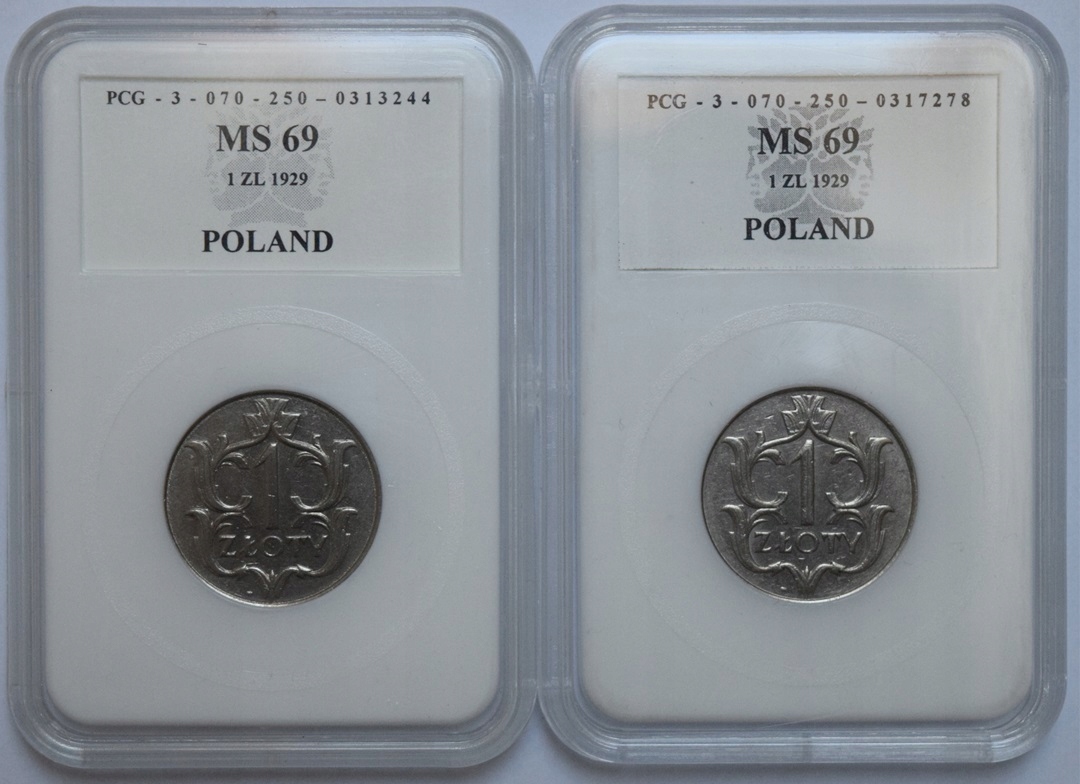 PCG - 3 - 070 - 250 – 0313244
MS 69
1 ZL 1929
POLAND
1
ZŁOTY
PCG - 3 - 070 - 250 – 0317278
MS 69
1 ZL 1929
POLAND
1
ZŁOTY